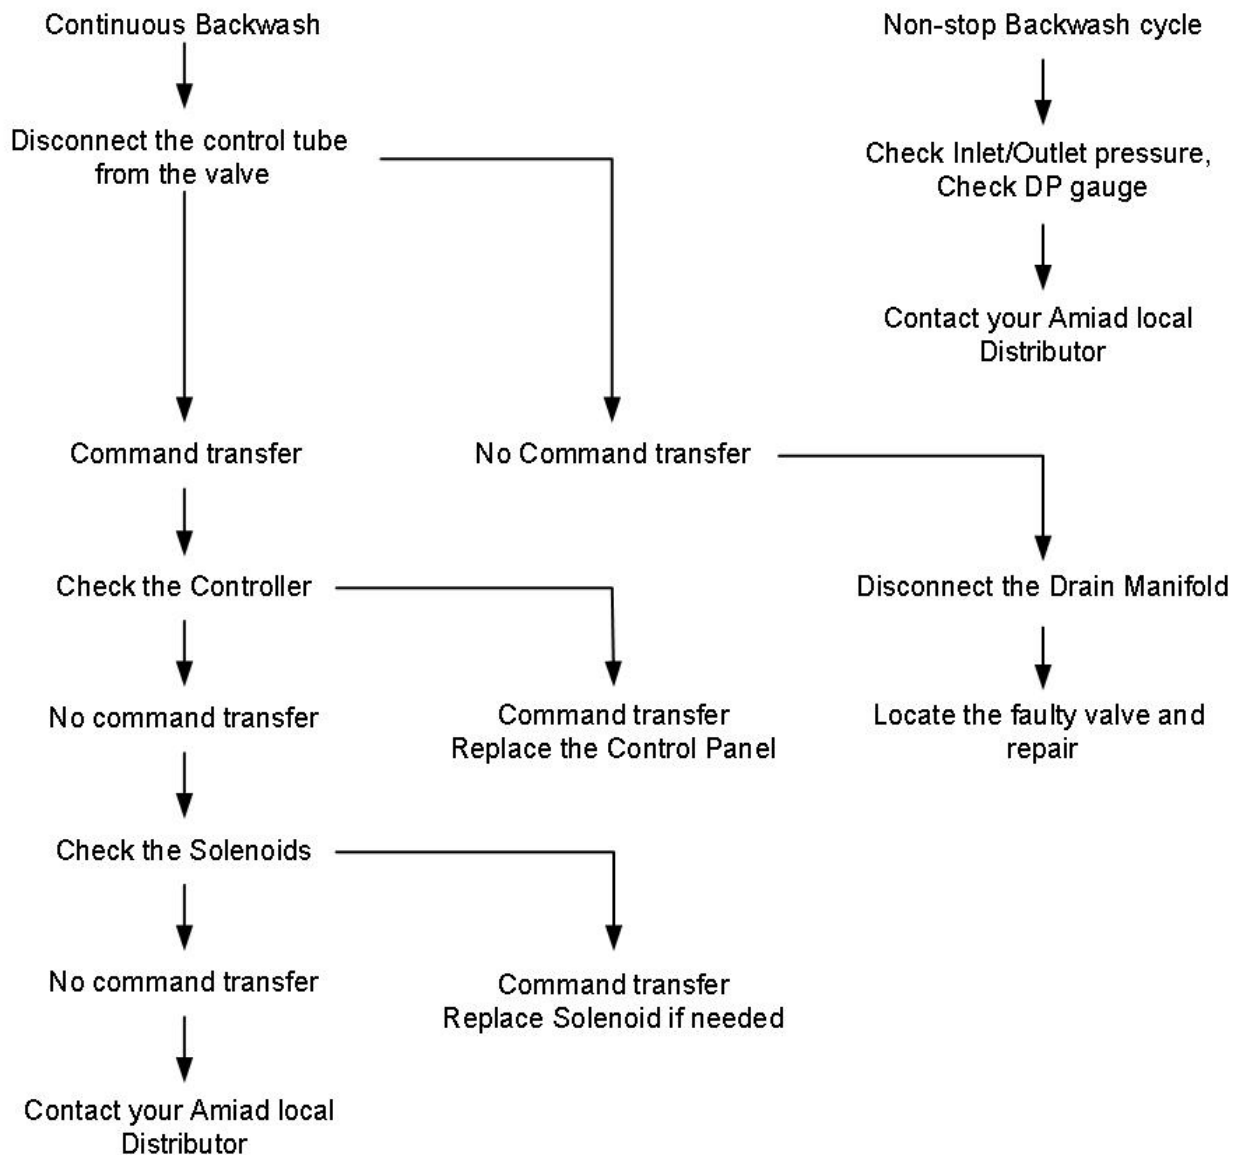 Continuous Backwash
Non-stop Backwash cycle
Disconnect the control tube
from the valve
Check Inlet/Outlet pressure,
Check DP gauge
Contact your Amiad local
Distributor
Command transfer
No Command transfer
Check the Controller
Disconnect the Drain Manifold
No command transfer
Command transfer
Replace the Control Panel
Locate the faulty valve and
repair
Check the Solenoids
No command transfer
Command transfer
Replace Solenoid if needed
Contact your Amiad local
Distributor